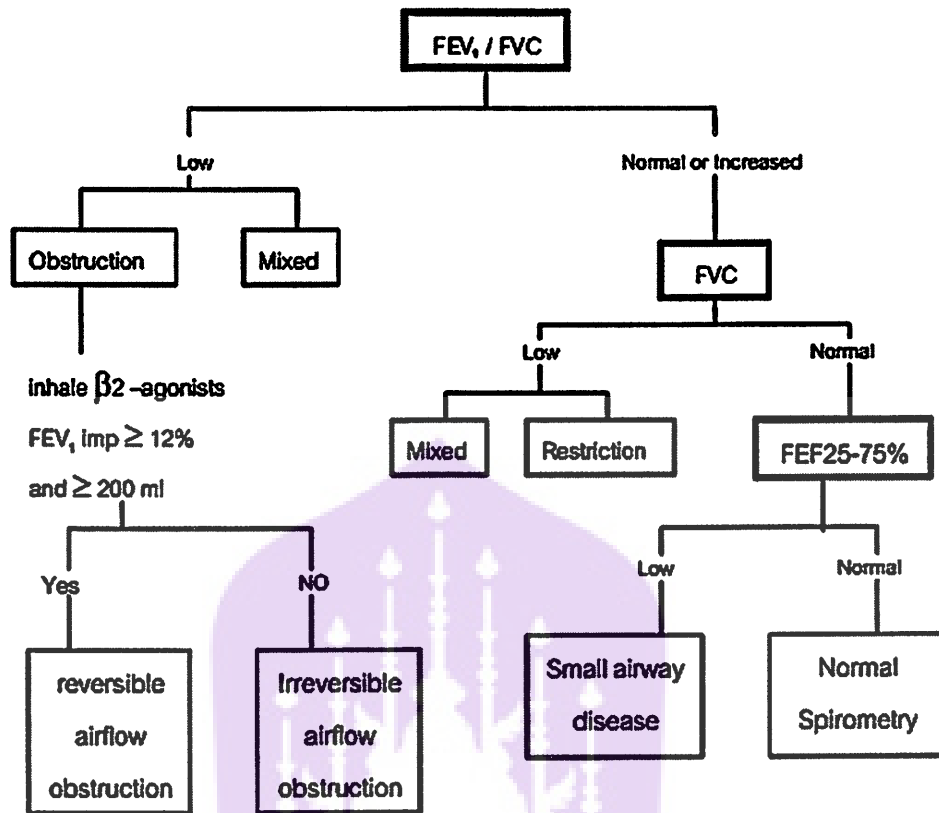 FEV₁ / FVC
Low
Normal or Increased
Obstruction
Mixed
FVC
Low
Normal
inhale β2 –agonists
FEV₁ imp ≥ 12%
and ≥ 200 ml
Mixed
Restriction
FEF25-75%
Yes
NO
Low
Normal
reversible
airflow
obstruction
Irreversible
airflow
obstruction
Small airway
disease
Normal
Spirometry